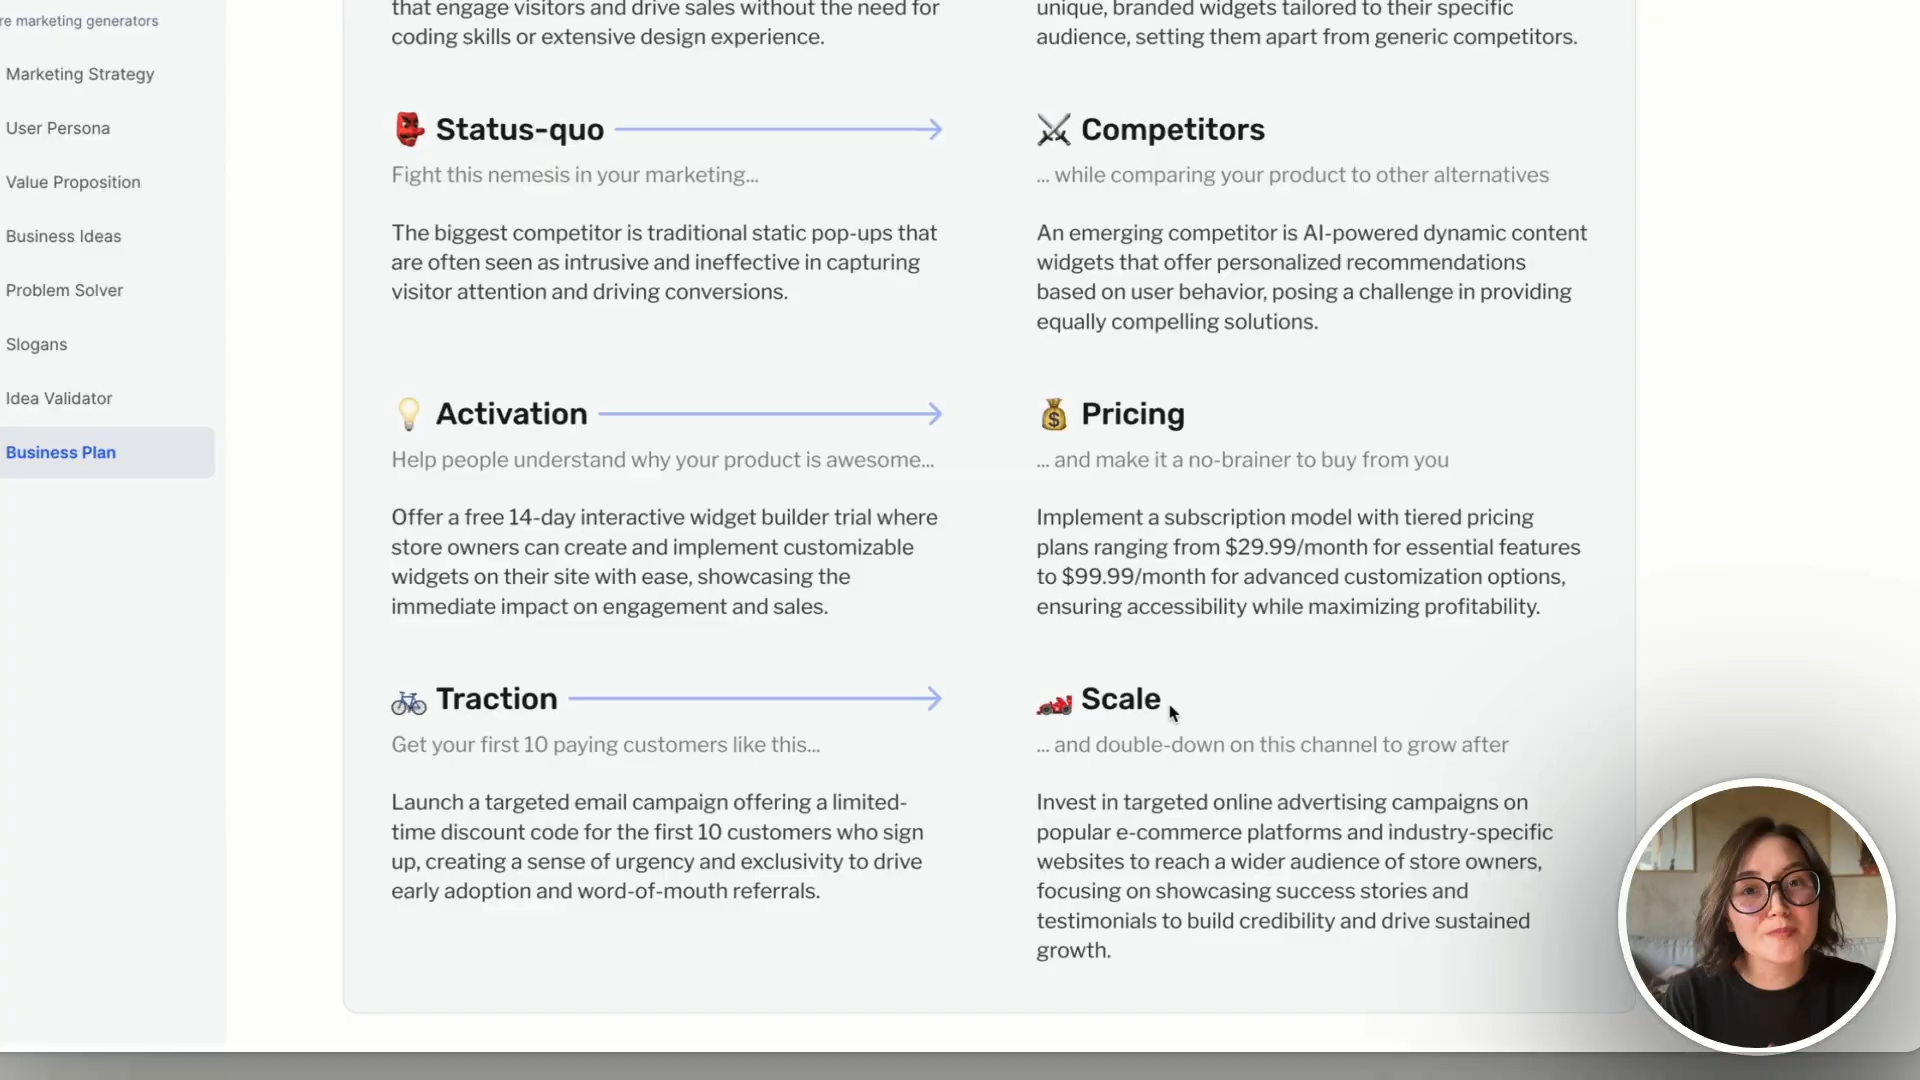 re marketing generators
Marketing Strategy
User Persona
Value Proposition
Business Ideas
Problem Solver
Slogans
Idea Validator
Business Plan
that engage visitors and drive sales without the need for
coding skills or extensive design experience.
unique, branded widgets tailored to their specific
audience, setting them apart from generic competitors.
Status-quo
Fight this nemesis in your marketing...
The biggest competitor is traditional static pop-ups that
are often seen as intrusive and ineffective in capturing
visitor attention and driving conversions.
Competitors
... while comparing your product to other alternatives
An emerging competitor is AI-powered dynamic content
widgets that offer personalized recommendations
based on user behavior, posing a challenge in providing
equally compelling solutions.
Activation
Help people understand why your product is awesome...
Offer a free 14-day interactive widget builder trial where
store owners can create and implement customizable
widgets on their site with ease, showcasing the
immediate impact on engagement and sales.
Pricing
... and make it a no-brainer to buy from you
Implement a subscription model with tiered pricing
plans ranging from $29.99/month for essential features
to $99.99/month for advanced customization options,
ensuring accessibility while maximizing profitability.
Traction
Get your first 10 paying customers like this...
Launch a targeted email campaign offering a limited-
time discount code for the first 10 customers who sign
up, creating a sense of urgency and exclusivity to drive
early adoption and word-of-mouth referrals.
Scale
... and double-down on this channel to grow after
Invest in targeted online advertising campaigns on
popular e-commerce platforms and industry-specific
websites to reach a wider audience of store owners,
focusing on showcasing success stories and
testimonials to build credibility and drive sustained
growth.